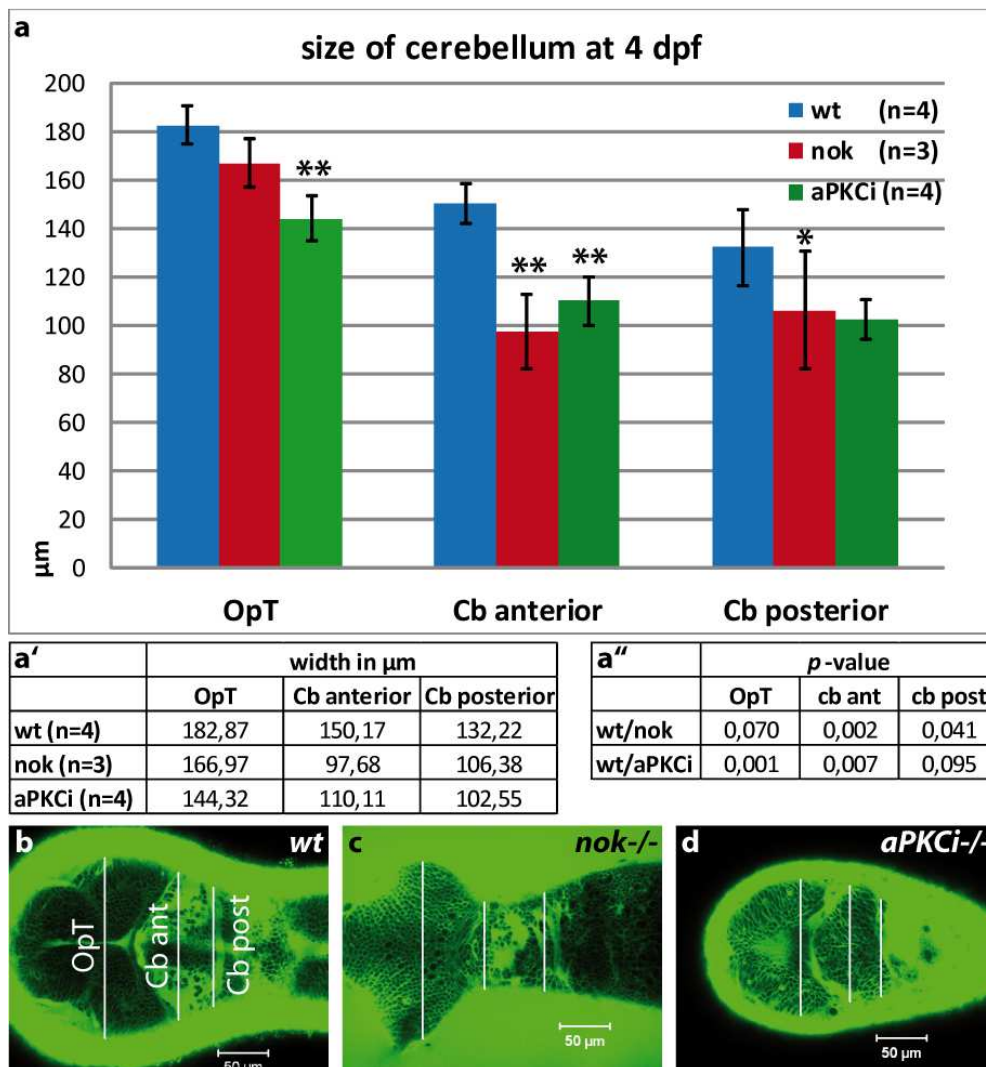 a
size of cerebellum at 4 dpf
200
180
160
140
120
100
80
60
40
20
0
µm
wt (n=4)
nok (n=3)
aPKCi (n=4)
**
**
**
*
OpT Cb anterior Cb posterior
a‘ width in µm
OpT Cb anterior Cb posterior
wt (n=4) 182,87 150,17 132,22
nok (n=3) 166,97 97,68 106,38
aPKCi (n=4) 144,32 110,11 102,55
a“ p-value
OpT cb ant cb post
wt/nok 0,070 0,002 0,041
wt/aPKCi 0,001 0,007 0,095
b wt
OpT
Cb ant
Cb post
50 µm
c nok-/-
50 µm
d aPKCi-/-
50 µm